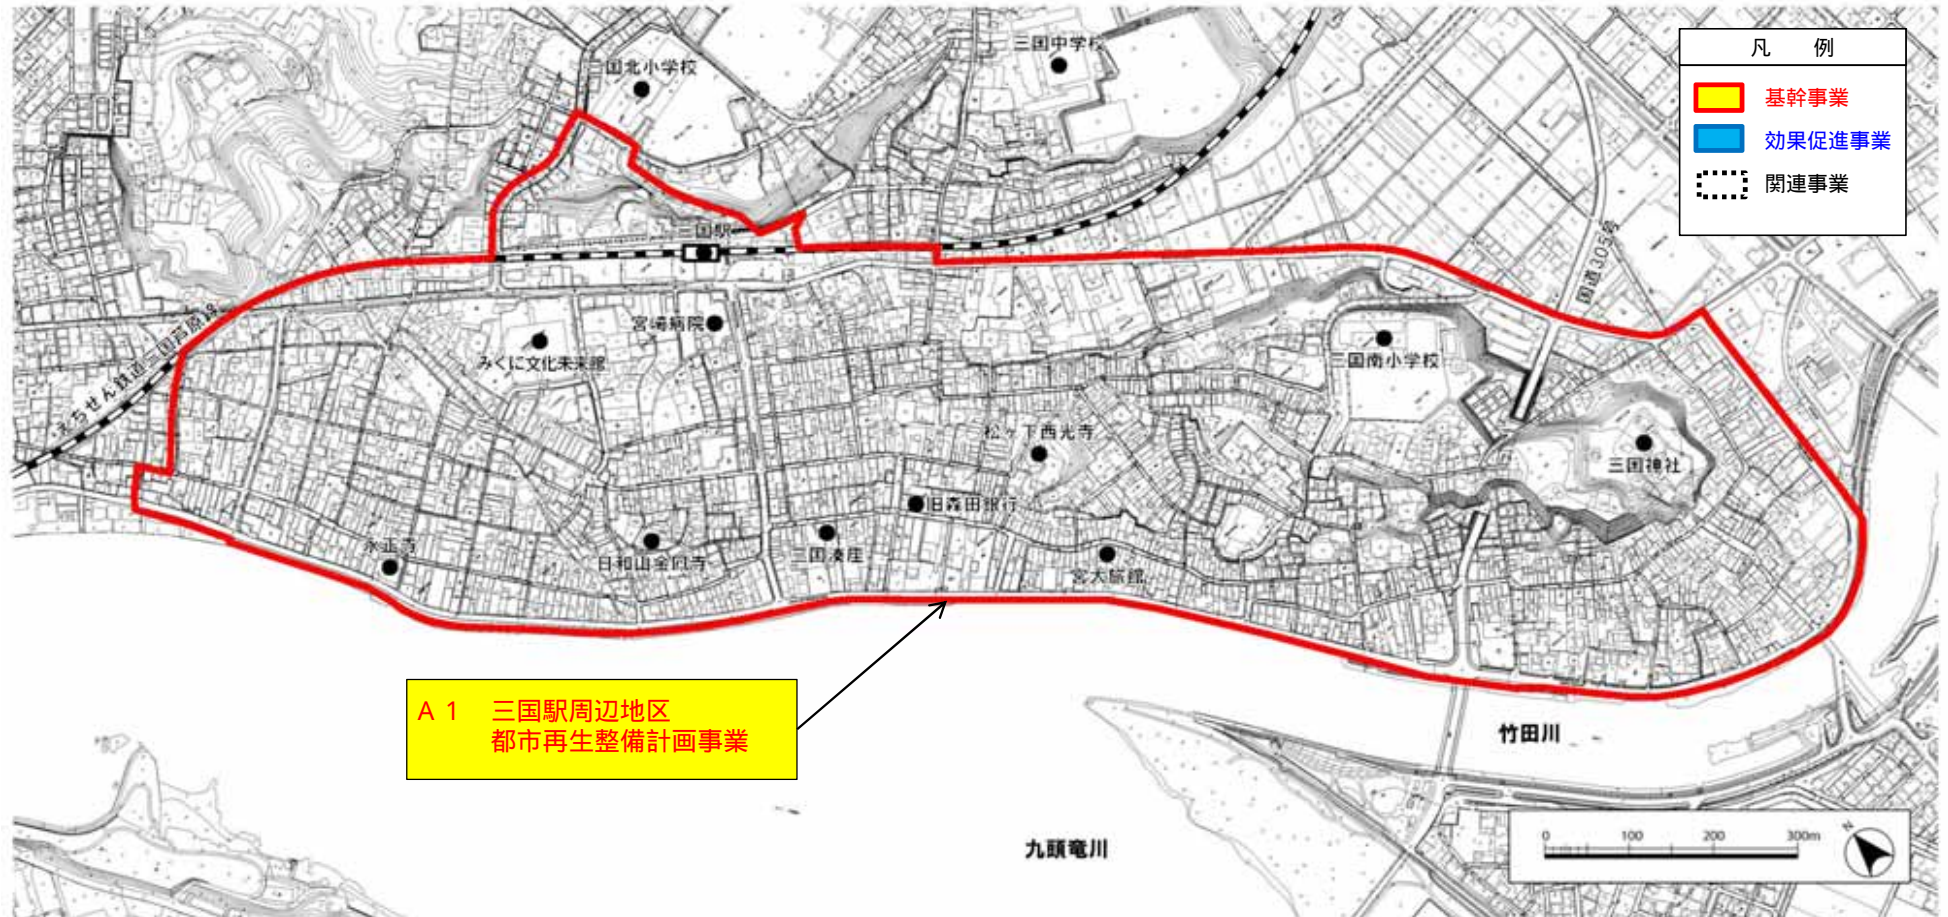 三国中学校
三国北小学校
凡 例
基幹事業
効果促進事業
関連事業
三国駅
国道305号
宮崎病院
みくに文化未来館
三国南小学校
えちせん鉄道三国芦原線
松ヶ下西光寺
三国神社
旧森田銀行
永正寺
日和山金鳳寺
三国湊座
宮大旅館
A 1 三国駅周辺地区
都市再生整備計画事業
竹田川
九頭竜川
0 100 200 300m
N